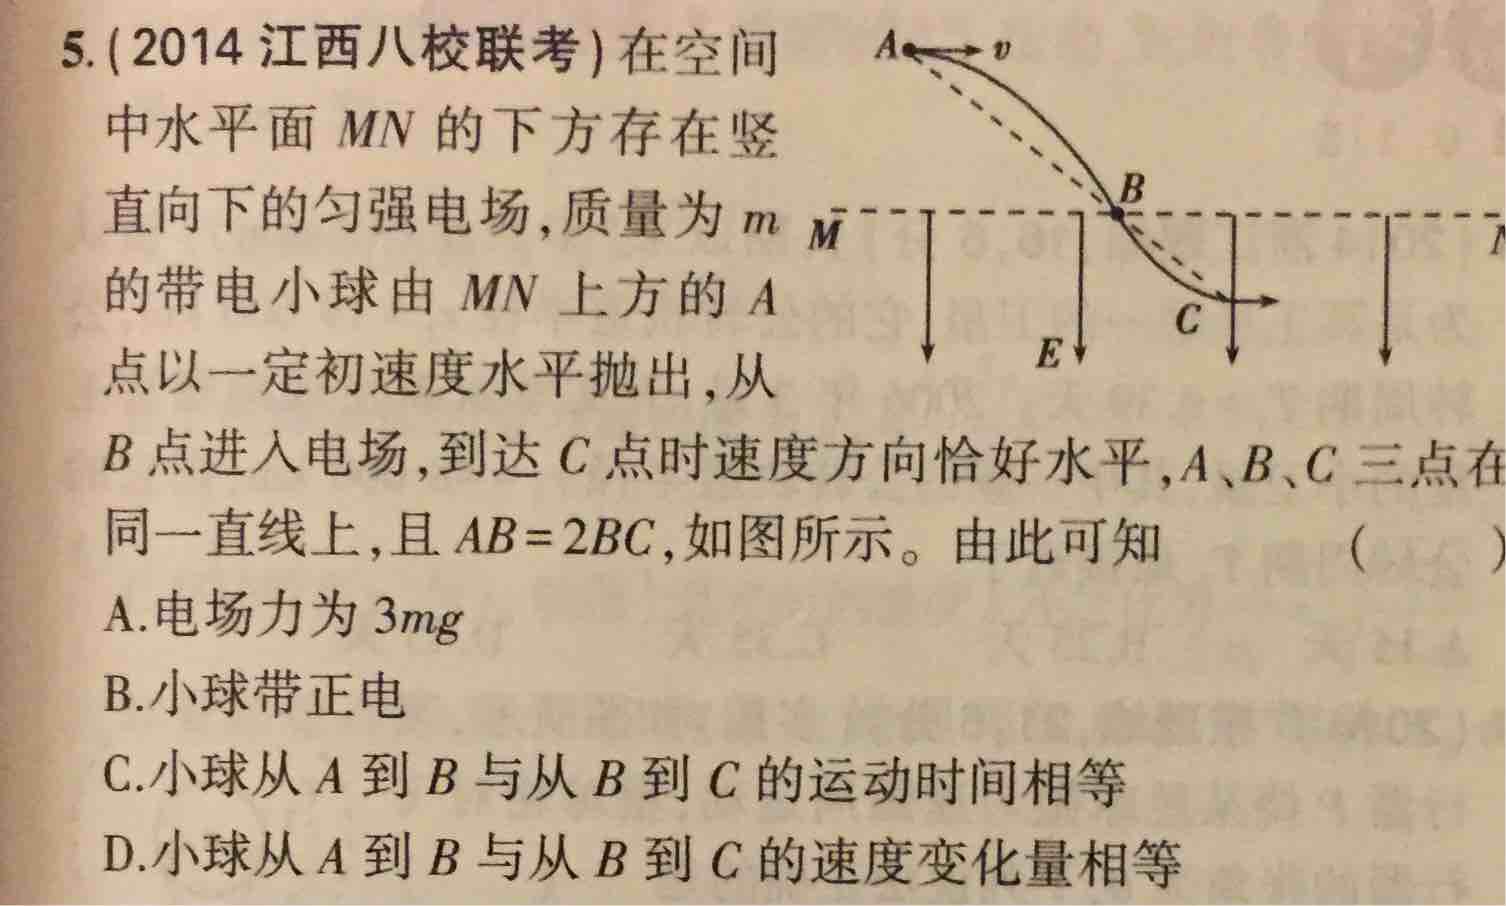 5. (2014 江西八校联考) 在空间
中水平面 MN 的下方存在竖
直向下的匀强电场,质量为 m
的带电小球由 MN 上方的 A
点以一定初速度水平抛出,从
B 点进入电场,到达 C 点时速度方向恰好水平,A、B、C 三点在
同一直线上,且 AB=2BC,如图所示。由此可知 ( )
A.电场力为 3mg
B.小球带正电
C.小球从 A 到 B 与从 B 到 C 的运动时间相等
D.小球从 A 到 B 与从 B 到 C 的速度变化量相等
A v
B
M
C
E